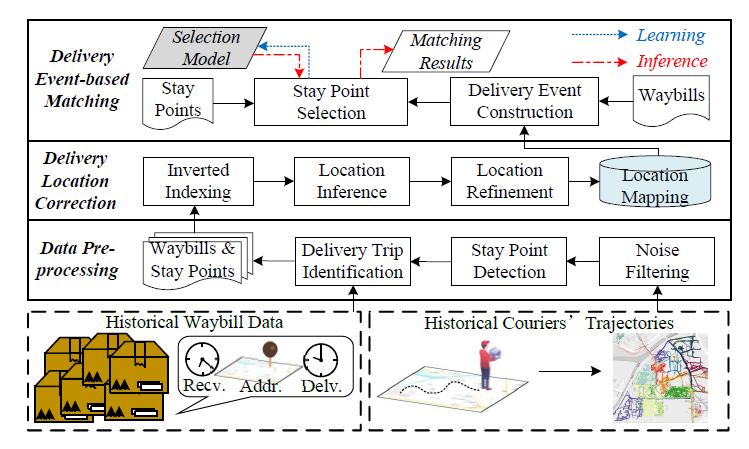 Delivery
Event-based
Matching
Selection
Model
Matching
Results
Learning
Inference
Stay
Points
Stay Point
Selection
Delivery Event
Construction
Waybills
Delivery
Location
Correction
Inverted
Indexing
Location
Inference
Location
Refinement
Location
Mapping
Data Pre-
processing
Waybills &
Stay Points
Delivery Trip
Identification
Stay Point
Detection
Noise
Filtering
Historical Waybill Data
Recv. Addr. Delv.
Historical Couriers’ Trajectories